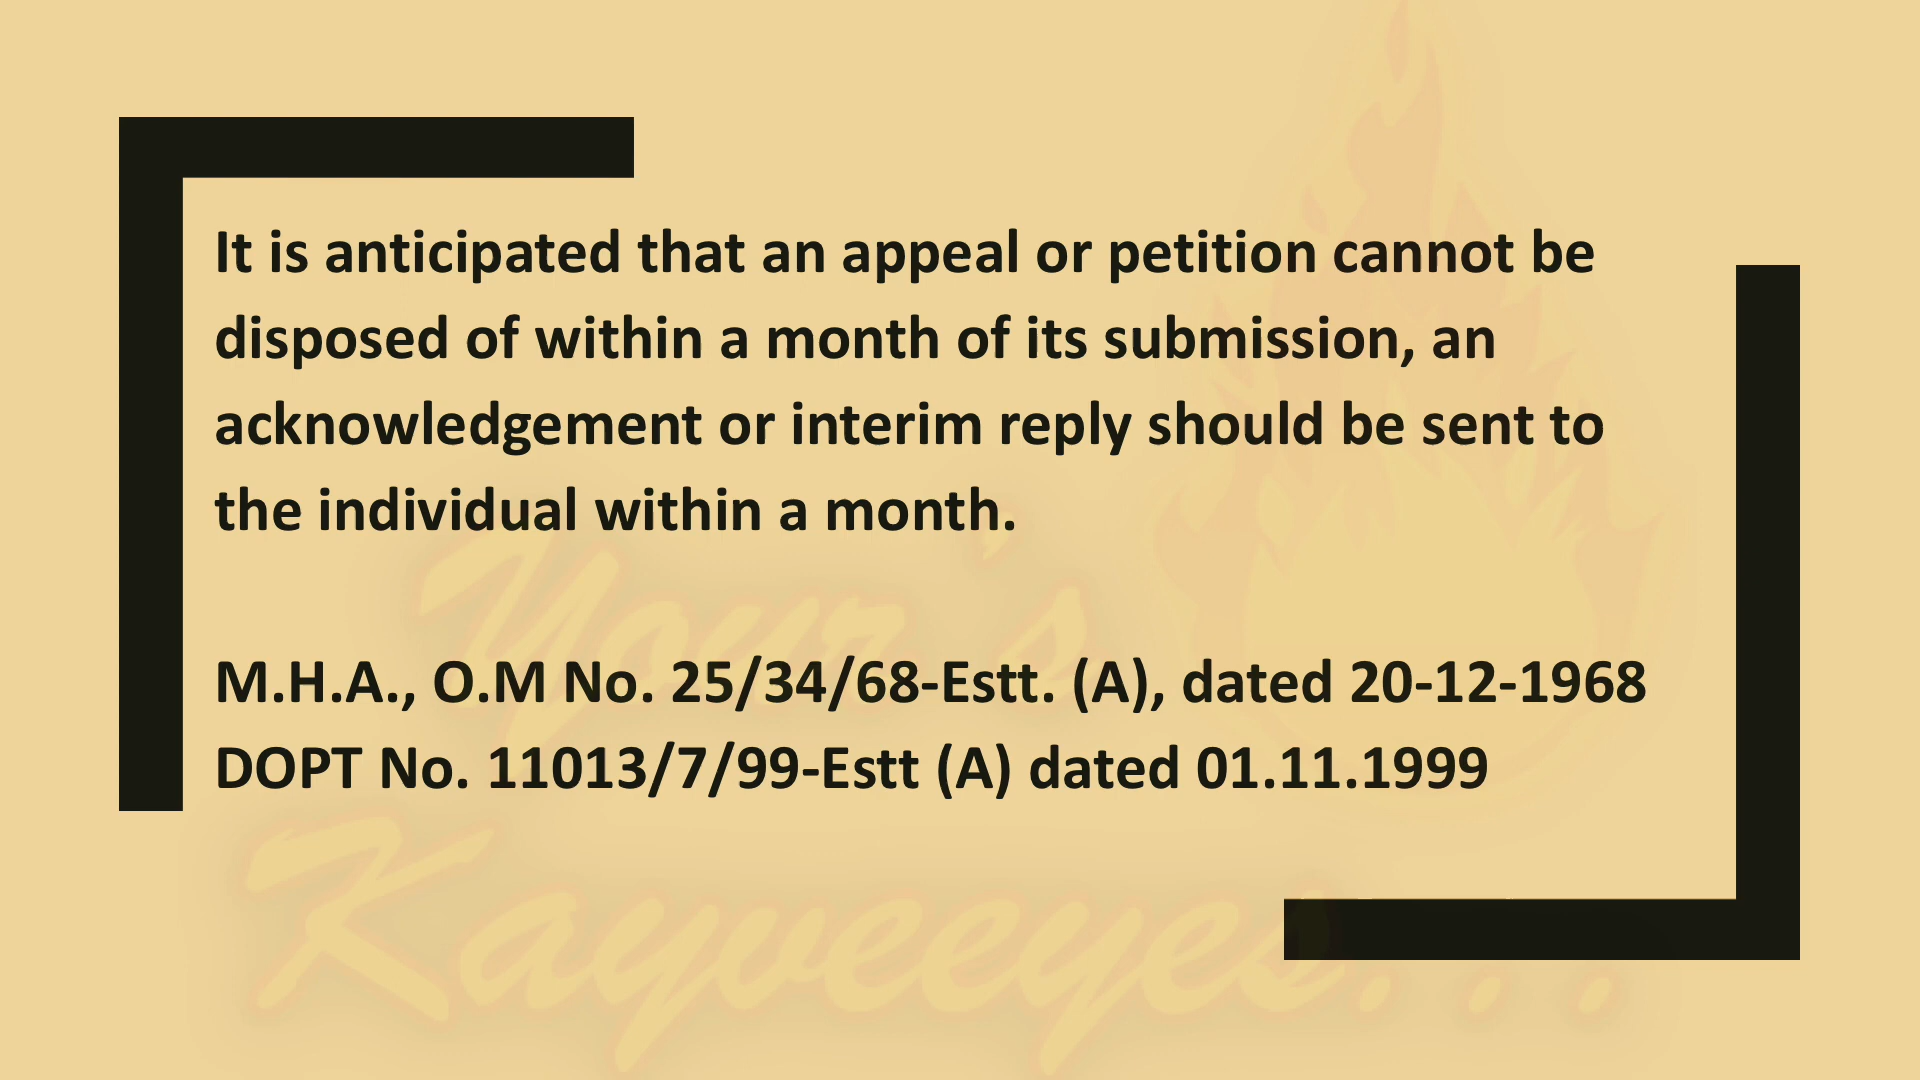 It is anticipated that an appeal or petition cannot be
disposed of within a month of its submission, an
acknowledgement or interim reply should be sent to
the individual within a month.
M.H.A., O.M No. 25/34/68-Estt. (A), dated 20-12-1968
DOPT No. 11013/7/99-Estt (A) dated 01.11.1999
Your's
Kayveeyes...